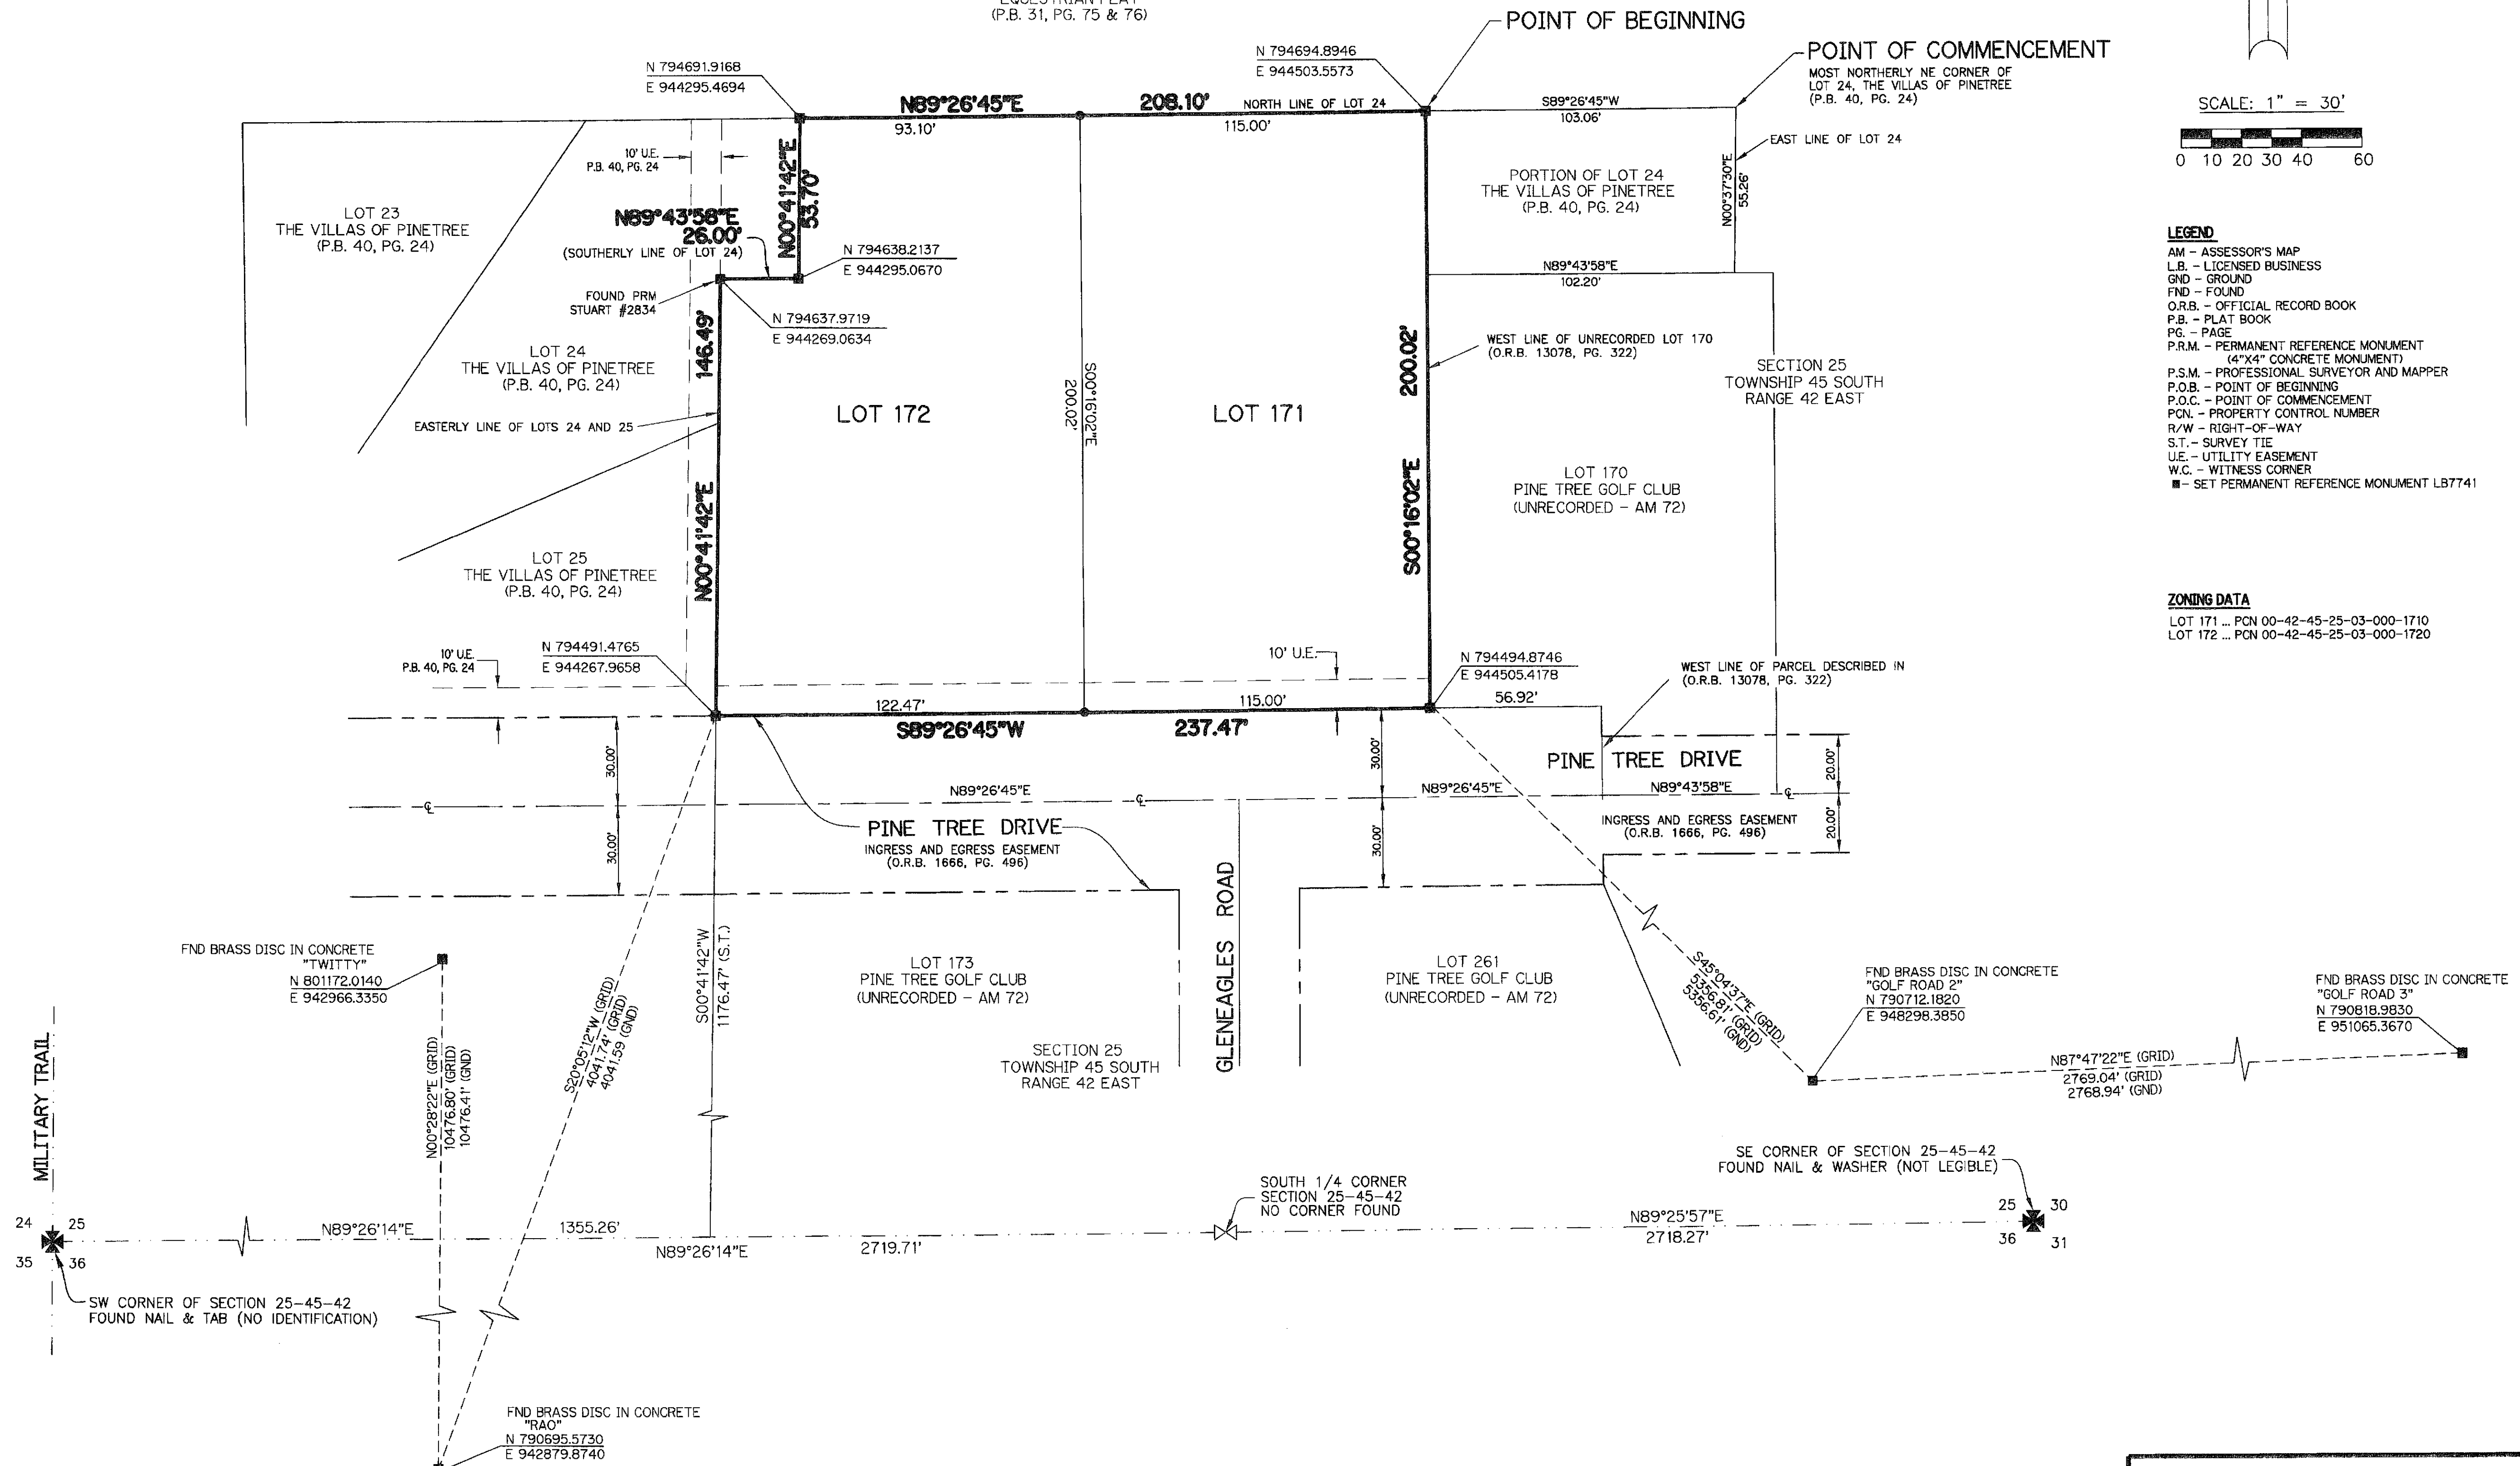 (P.B. 31, PG. 75 & 76)
POINT OF BEGINNING
POINT OF COMMENCEMENT
MOST NORTHERLY NE CORNER OF
LOT 24, THE VILLAS OF PINETREE
(P.B. 40, PG. 24)
N 794691.9168
E 944295.4694
N 794694.8946
E 944503.5573
N89°26'45"E
208.10'
NORTH LINE OF LOT 24
93.10'
115.00'
S89°26'45"W
103.06'
EAST LINE OF LOT 24
N00°37'30"E
55.26'
SCALE: 1" = 30'
0 10 20 30 40 60
10' U.E.
P.B. 40, PG. 24
N00°41'42"E
53.70'
PORTION OF LOT 24
THE VILLAS OF PINETREE
(P.B. 40, PG. 24)
LOT 23
THE VILLAS OF PINETREE
(P.B. 40, PG. 24)
N89°43'58"E
26.00'
(SOUTHERLY LINE OF LOT 24)
N 794638.2137
E 944295.0670
FOUND PRM
STUART #2834
N 794637.9719
E 944269.0634
N89°43'58"E
102.20'
LEGEND
AM - ASSESSOR'S MAP
L.B. - LICENSED BUSINESS
GND - GROUND
FND - FOUND
O.R.B. - OFFICIAL RECORD BOOK
P.B. - PLAT BOOK
PG. - PAGE
P.R.M. - PERMANENT REFERENCE MONUMENT
(4"X4" CONCRETE MONUMENT)
P.S.M. - PROFESSIONAL SURVEYOR AND MAPPER
P.O.B. - POINT OF BEGINNING
P.O.C. - POINT OF COMMENCEMENT
PCN. - PROPERTY CONTROL NUMBER
R/W - RIGHT-OF-WAY
S.T. - SURVEY TIE
U.E. - UTILITY EASEMENT
W.C. - WITNESS CORNER
- SET PERMANENT REFERENCE MONUMENT LB7741
LOT 24
THE VILLAS OF PINETREE
(P.B. 40, PG. 24)
146.49'
EASTERLY LINE OF LOTS 24 AND 25
N00°41'42"E
LOT 172
S00°16'02"E
200.02'
LOT 171
200.02'
S00°16'02"E
WEST LINE OF UNRECORDED LOT 170
(O.R.B. 13078, PG. 322)
SECTION 25
TOWNSHIP 45 SOUTH
RANGE 42 EAST
LOT 170
PINE TREE GOLF CLUB
(UNRECORDED - AM 72)
LOT 25
THE VILLAS OF PINETREE
(P.B. 40, PG. 24)
ZONING DATA
LOT 171 ... PCN 00-42-45-25-03-000-1710
LOT 172 ... PCN 00-42-45-25-03-000-1720
N 794491.4765
E 944267.9658
10' U.E.
P.B. 40, PG. 24
10' U.E.
N 794494.8746
E 944505.4178
WEST LINE OF PARCEL DESCRIBED IN
(O.R.B. 13078, PG. 322)
122.47'
115.00'
56.92'
S89°26'45"W
237.47'
30.00'
30.00'
30.00'
30.00'
PINE TREE DRIVE
20.00'
20.00'
N89°26'45"E
N89°26'45"E
N89°43'58"E
PINE TREE DRIVE
INGRESS AND EGRESS EASEMENT
(O.R.B. 1666, PG. 496)
INGRESS AND EGRESS EASEMENT
(O.R.B. 1666, PG. 496)
GLENEAGLES ROAD
FND BRASS DISC IN CONCRETE
"TWITTY"
N 801172.0140
E 942966.3350
S00°41'42"W
1176.47' (S.T.)
LOT 173
PINE TREE GOLF CLUB
(UNRECORDED - AM 72)
LOT 261
PINE TREE GOLF CLUB
(UNRECORDED - AM 72)
S45°04'37"E (GRID)
5356.81' (GRID)
5356.61' (GND)
FND BRASS DISC IN CONCRETE
"GOLF ROAD 2"
N 790712.1820
E 948298.3850
FND BRASS DISC IN CONCRETE
"GOLF ROAD 3"
N 790818.9830
E 951065.3670
N87°47'22"E (GRID)
2769.04' (GRID)
2768.94' (GND)
MILITARY TRAIL
N00°28'22"E (GRID)
10476.80' (GRID)
10476.41' (GND)
S20°05'12"W (GRID)
4041.74' (GRID)
4041.59 (GND)
SECTION 25
TOWNSHIP 45 SOUTH
RANGE 42 EAST
SE CORNER OF SECTION 25-45-42
FOUND NAIL & WASHER (NOT LEGIBLE)
SOUTH 1/4 CORNER
SECTION 25-45-42
NO CORNER FOUND
24 25
35 36
25 30
36 31
N89°26'14"E
1355.26'
N89°26'14"E
2719.71'
N89°25'57"E
2718.27'
SW CORNER OF SECTION 25-45-42
FOUND NAIL & TAB (NO IDENTIFICATION)
FND BRASS DISC IN CONCRETE
"RAO"
N 790695.5730
E 942879.8740